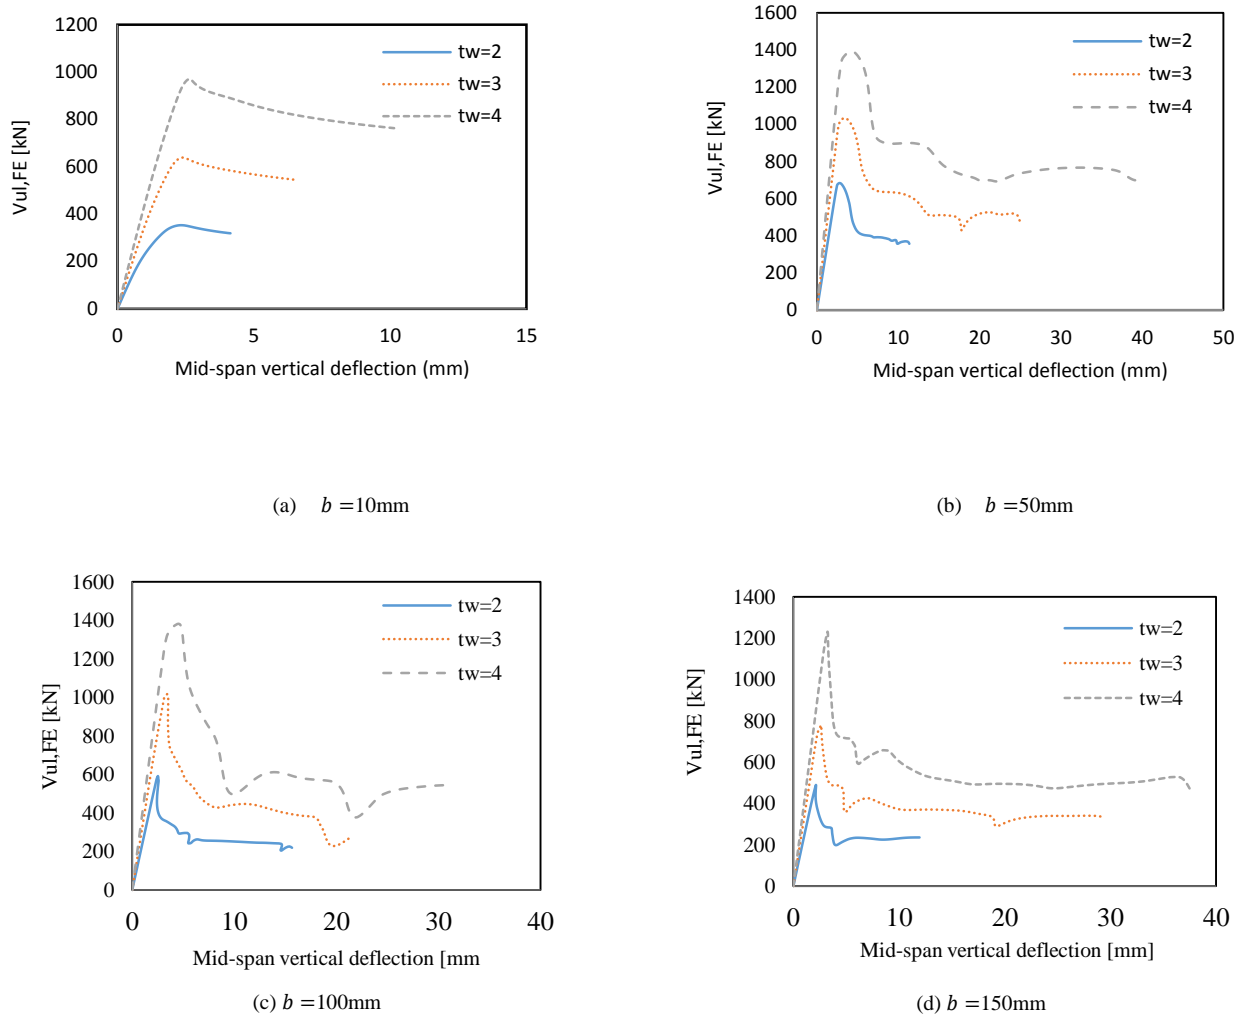 Vul,FE [kN]
1200
1000
800
600
400
200
0
0
5
10
15
Mid-span vertical deflection (mm)
tw=2
tw=3
tw=4
(a) b =10mm
Vul,FE [kN]
1600
1400
1200
1000
800
600
400
200
0
0
10
20
30
40
50
Mid-span vertical deflection (mm)
tw=2
tw=3
tw=4
(b) b =50mm
Vul,FE [kN]
1600
1400
1200
1000
800
600
400
200
0
0
10
20
30
40
Mid-span vertical deflection [mm
tw=2
tw=3
tw=4
(c) b =100mm
Vul,FE [kN]
1400
1200
1000
800
600
400
200
0
0
10
20
30
40
Mid-span vertical deflection [mm]
tw=2
tw=3
tw=4
(d) b =150mm